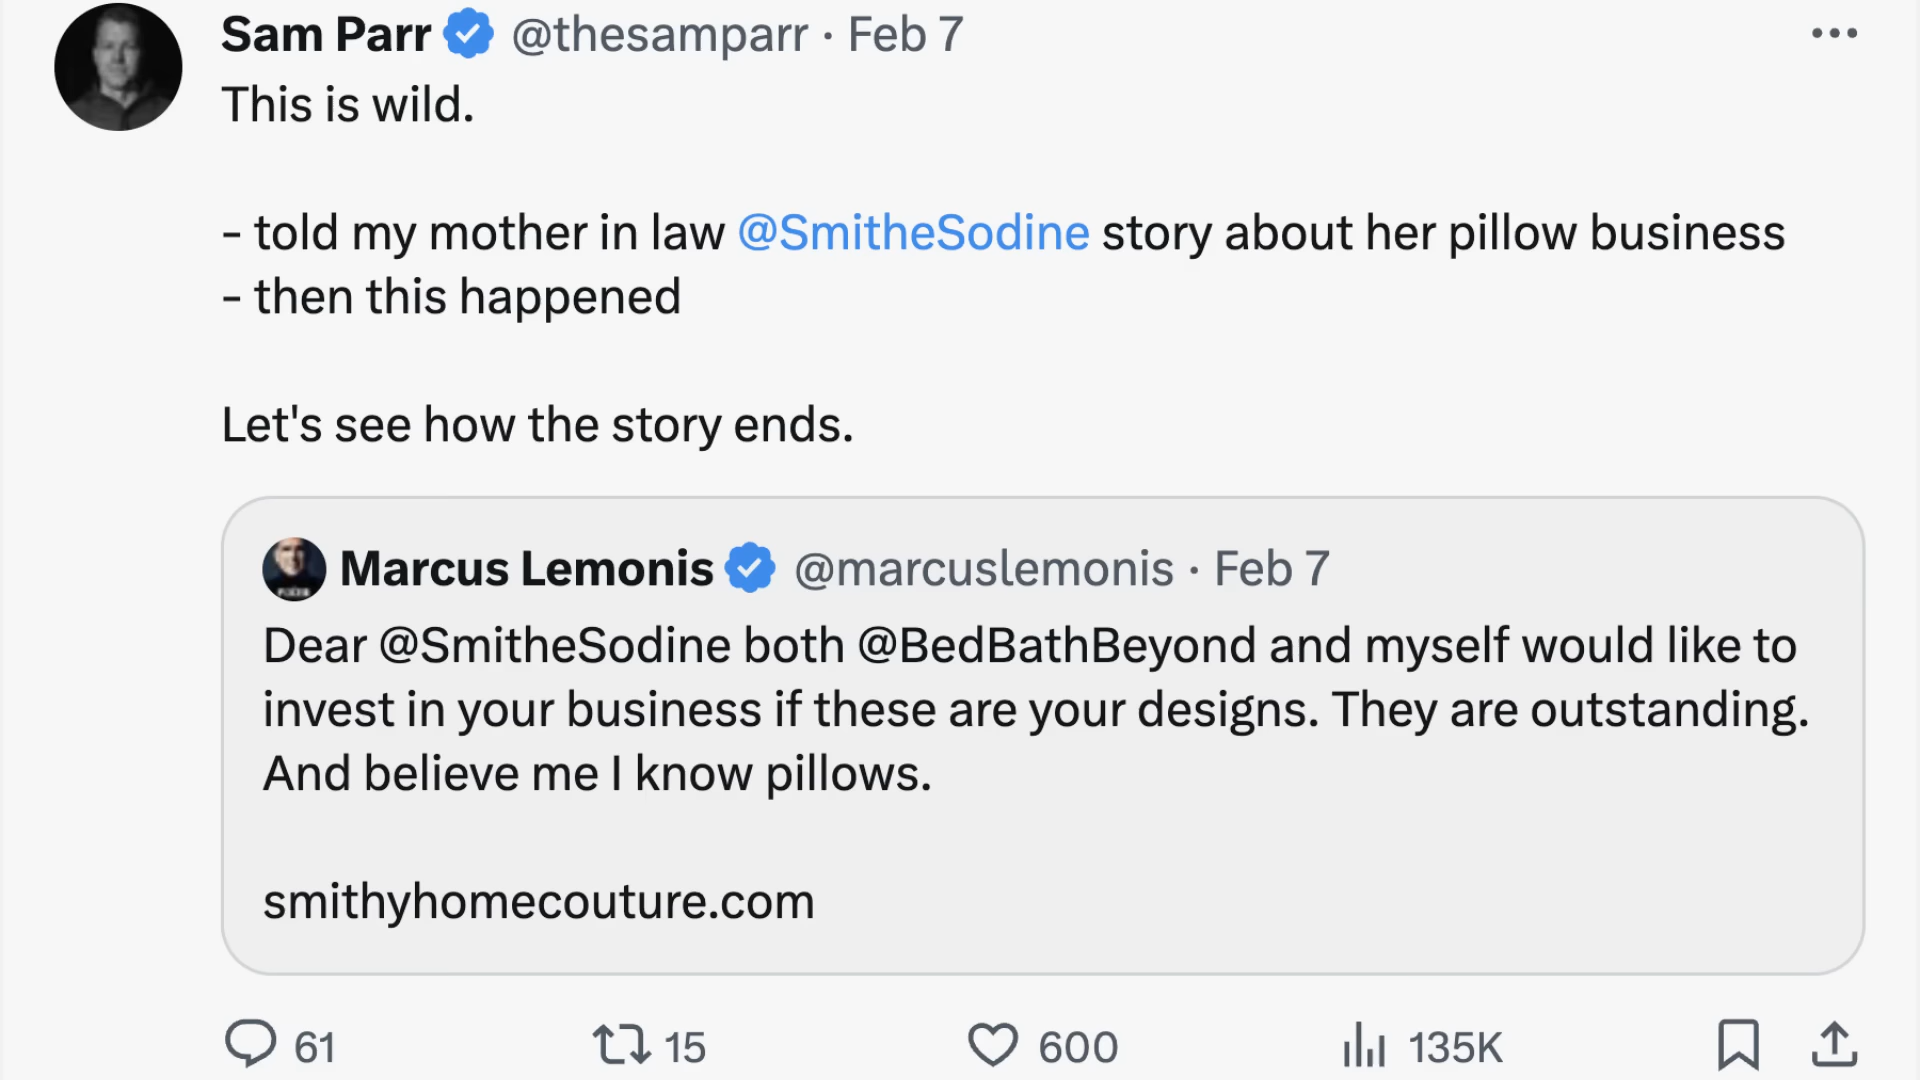 Sam Parr @thesamparr · Feb 7
This is wild.
- told my mother in law @SmitheSodine story about her pillow business
- then this happened
Let's see how the story ends.
Marcus Lemonis @marcuslemonis · Feb 7
Dear @SmitheSodine both @BedBathBeyond and myself would like to
invest in your business if these are your designs. They are outstanding.
And believe me I know pillows.
smithyhomecouture.com
61 15 600 135K